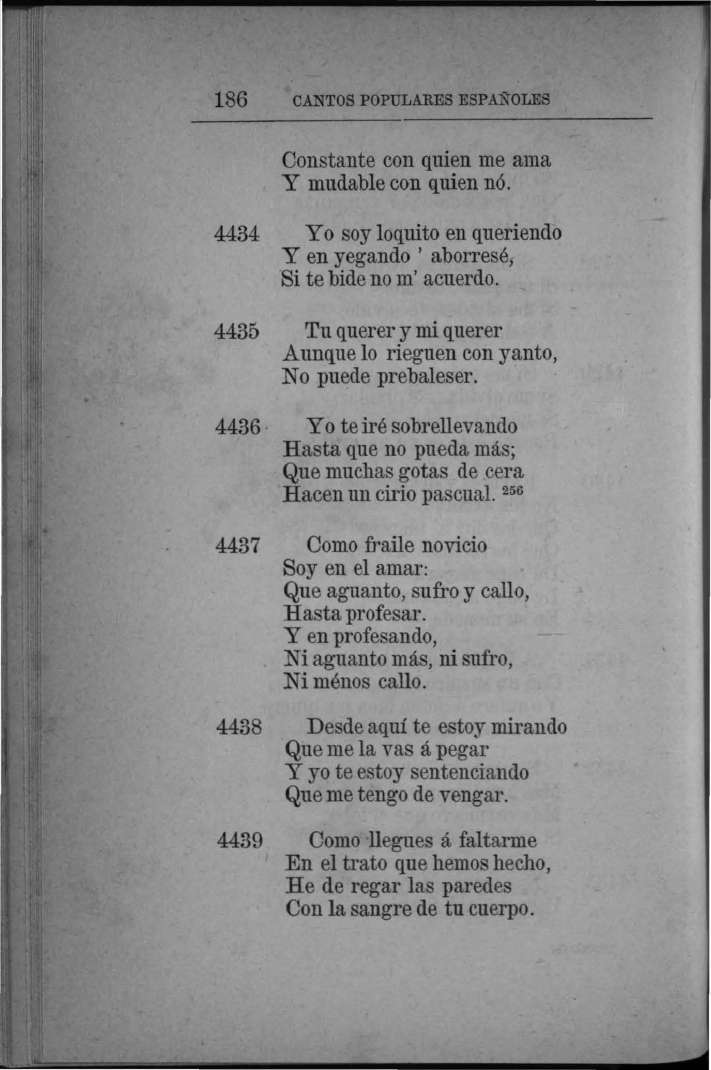 186 CANTOS POPULARES ESPAÑOLES
Constante con quien me ama
Y mudable con quien nó.
4434 Yo soy loquito en queriendo
Y en yegando ' aborresé,
Si te bide no m' acuerdo.
4435 Tu querer y mi querer
Aunque lo rieguen con yanto,
No puede prebaleser.
4436 Yo te iré sobrellevando
Hasta que no pueda más;
Que muchas gotas de cera
Hacen un cirio pascual. 256
4437 Como fraile novicio
Soy en el amar:
Que aguanto, sufro y callo,
Hasta profesar.
Y en profesando,
Ni aguanto más, ni sufro,
Ni ménos callo.
4438 Desde aquí te estoy mirando
Que me la vas á pegar
Y yo te estoy sentenciando
Que me tengo de vengar.
4439 Como llegues á faltarme
En el trato que hemos hecho,
He de regar las paredes
Con la sangre de tu cuerpo.